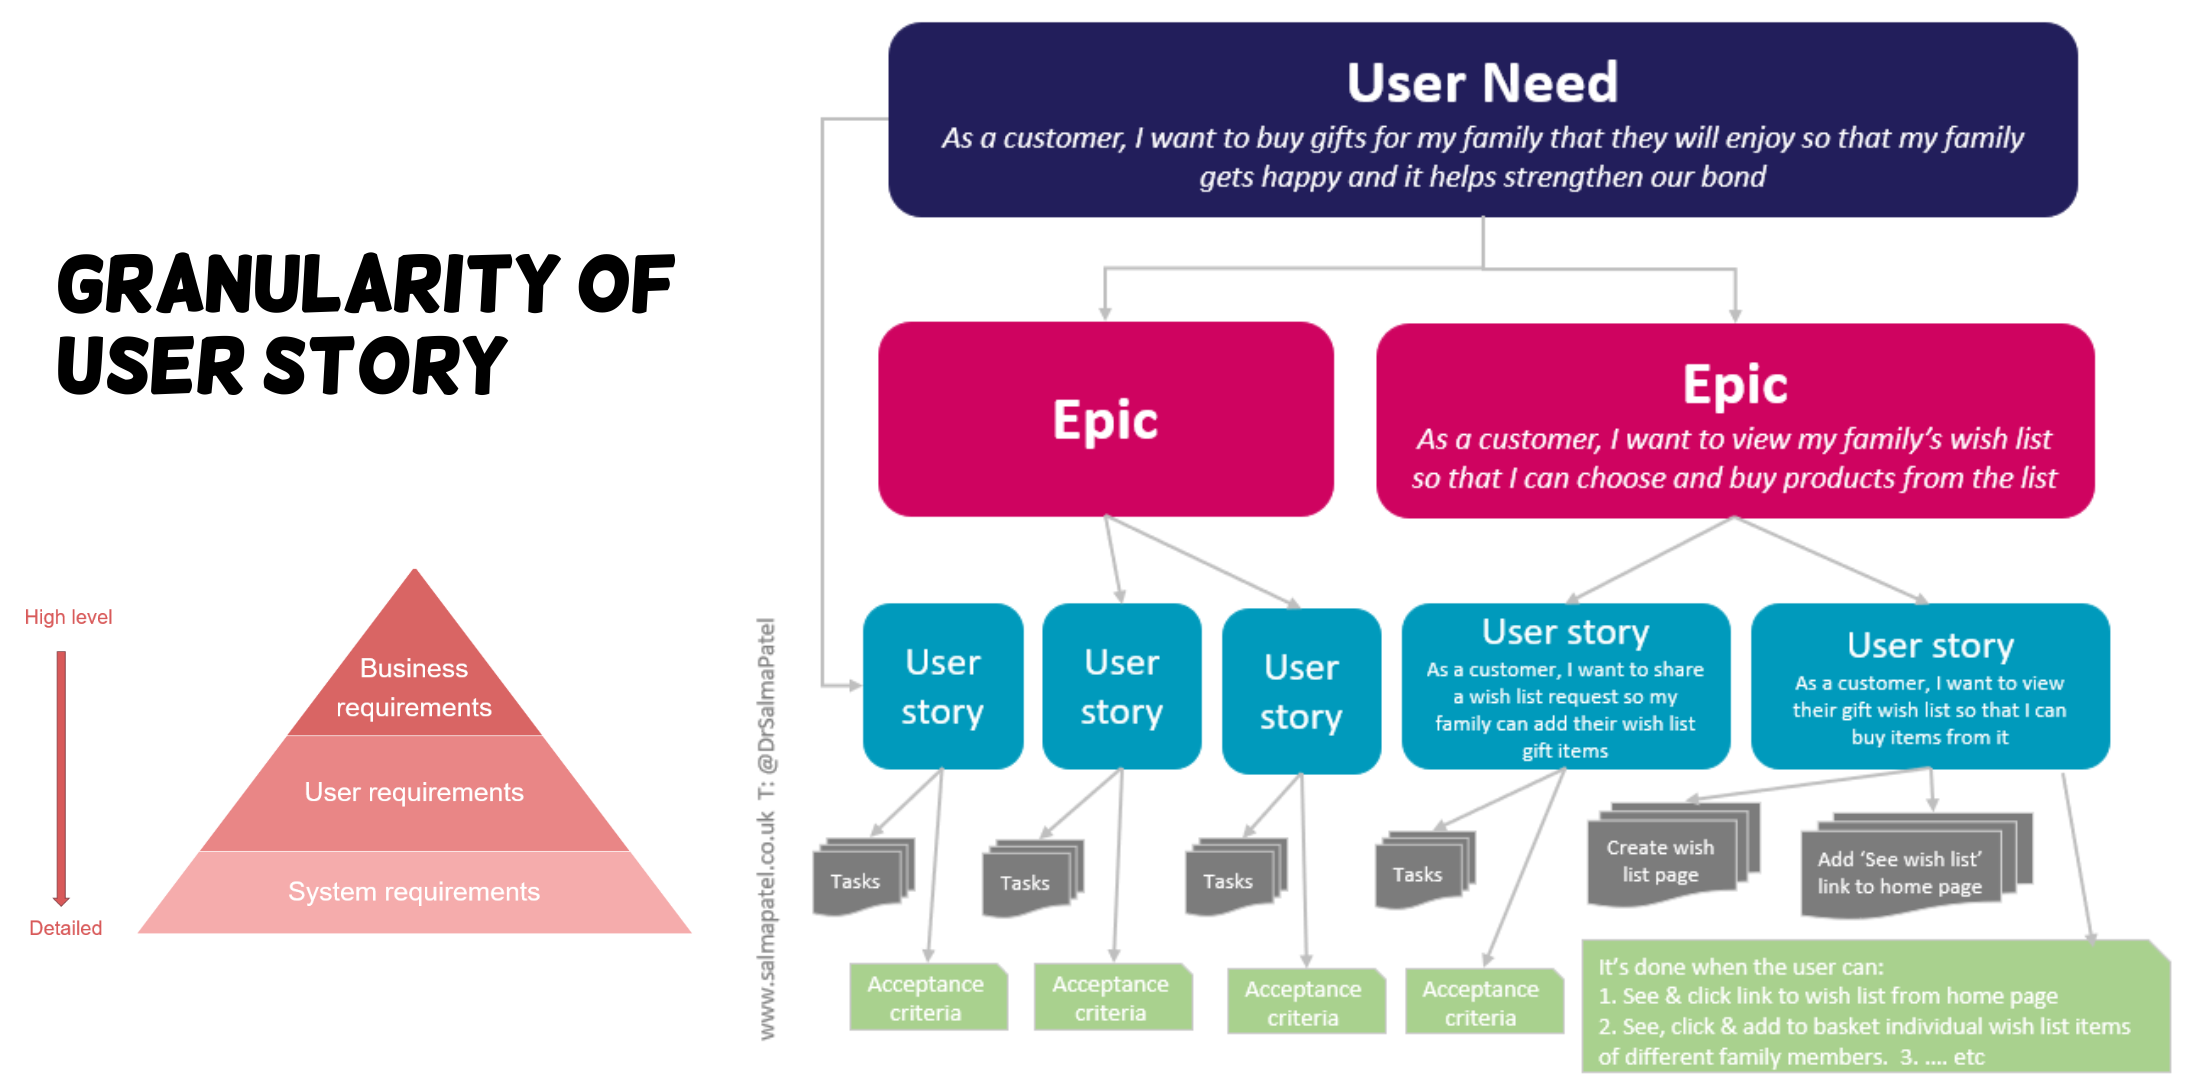 GRANULARITY OF
USER STORY
High level
Detailed
Business
requirements
User requirements
System requirements
www.salmapatel.co.uk  T: @DrSalmaPatel
User Need
As a customer, I want to buy gifts for my family that they will enjoy so that my family
gets happy and it helps strengthen our bond
Epic
Epic
As a customer, I want to view my family’s wish list
so that I can choose and buy products from the list
User
story
User
story
User
story
User story
As a customer, I want to share
a wish list request so my
family can add their wish list
gift items
User story
As a customer, I want to view
their gift wish list so that I can
buy items from it
Tasks
Tasks
Tasks
Tasks
Create wish
list page
Add ‘See wish list’
link to home page
Acceptance
criteria
Acceptance
criteria
Acceptance
criteria
Acceptance
criteria
It’s done when the user can:
1. See & click link to wish list from home page
2. See, click & add to basket individual wish list items
of different family members.  3. .... etc